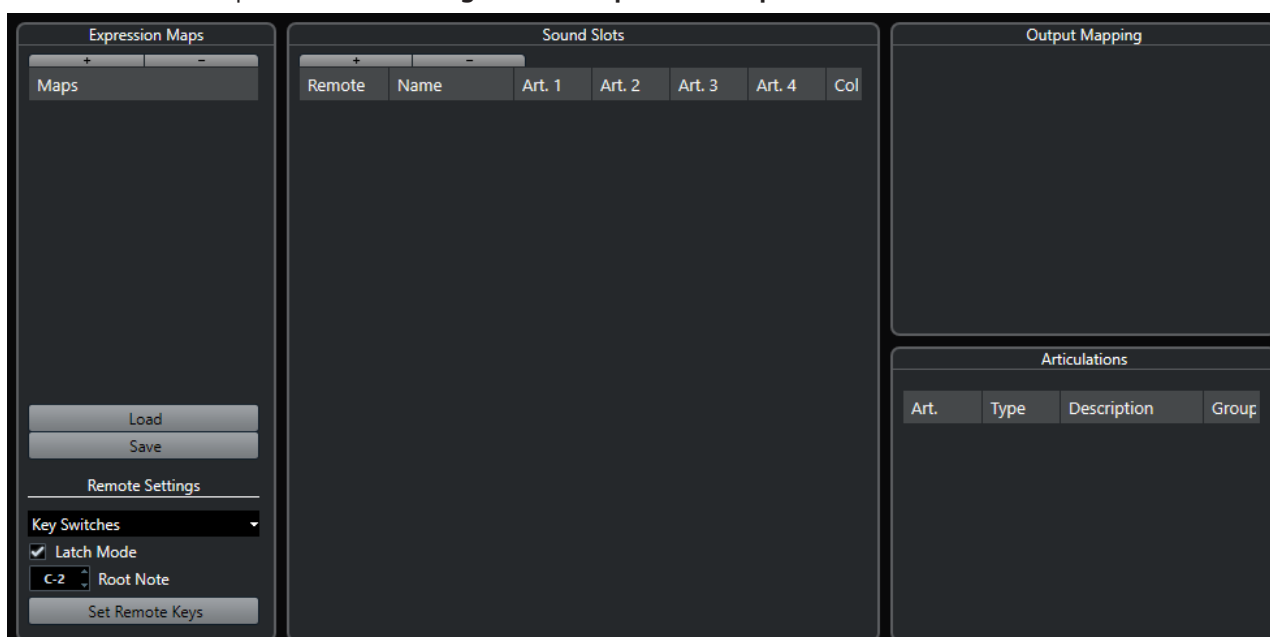 Expression Maps
+ -
Maps
Load
Save
Remote Settings
Key Switches
Latch Mode
C-2 Root Note
Set Remote Keys
Sound Slots
+ -
Remote Name Art. 1 Art. 2 Art. 3 Art. 4 Col
Output Mapping
Articulations
Art. Type Description Group